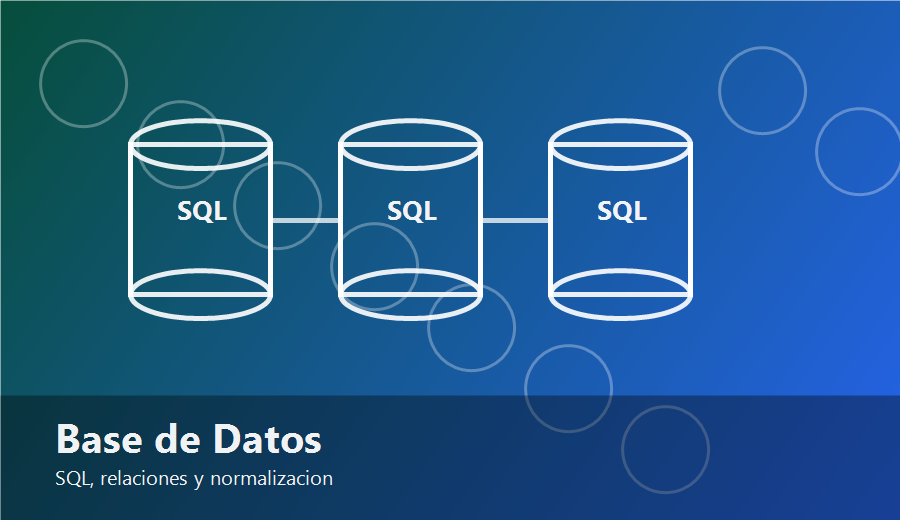 SQL SQL SQL
Base de Datos
SQL, relaciones y normalizacion